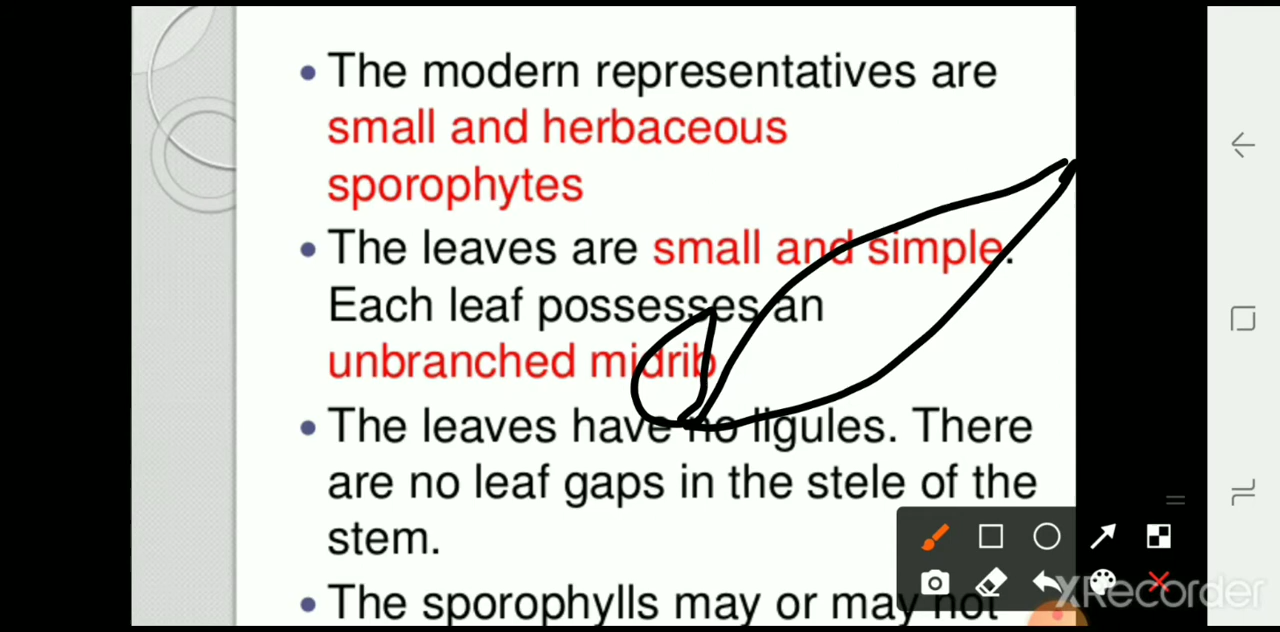 • The modern representatives are
small and herbaceous
sporophytes
• The leaves are small and simple.
Each leaf possesses an
unbranched midrib
• The leaves have no ligules. There
are no leaf gaps in the stele of the
stem.
• The sporophylls may or may not
XRecorder